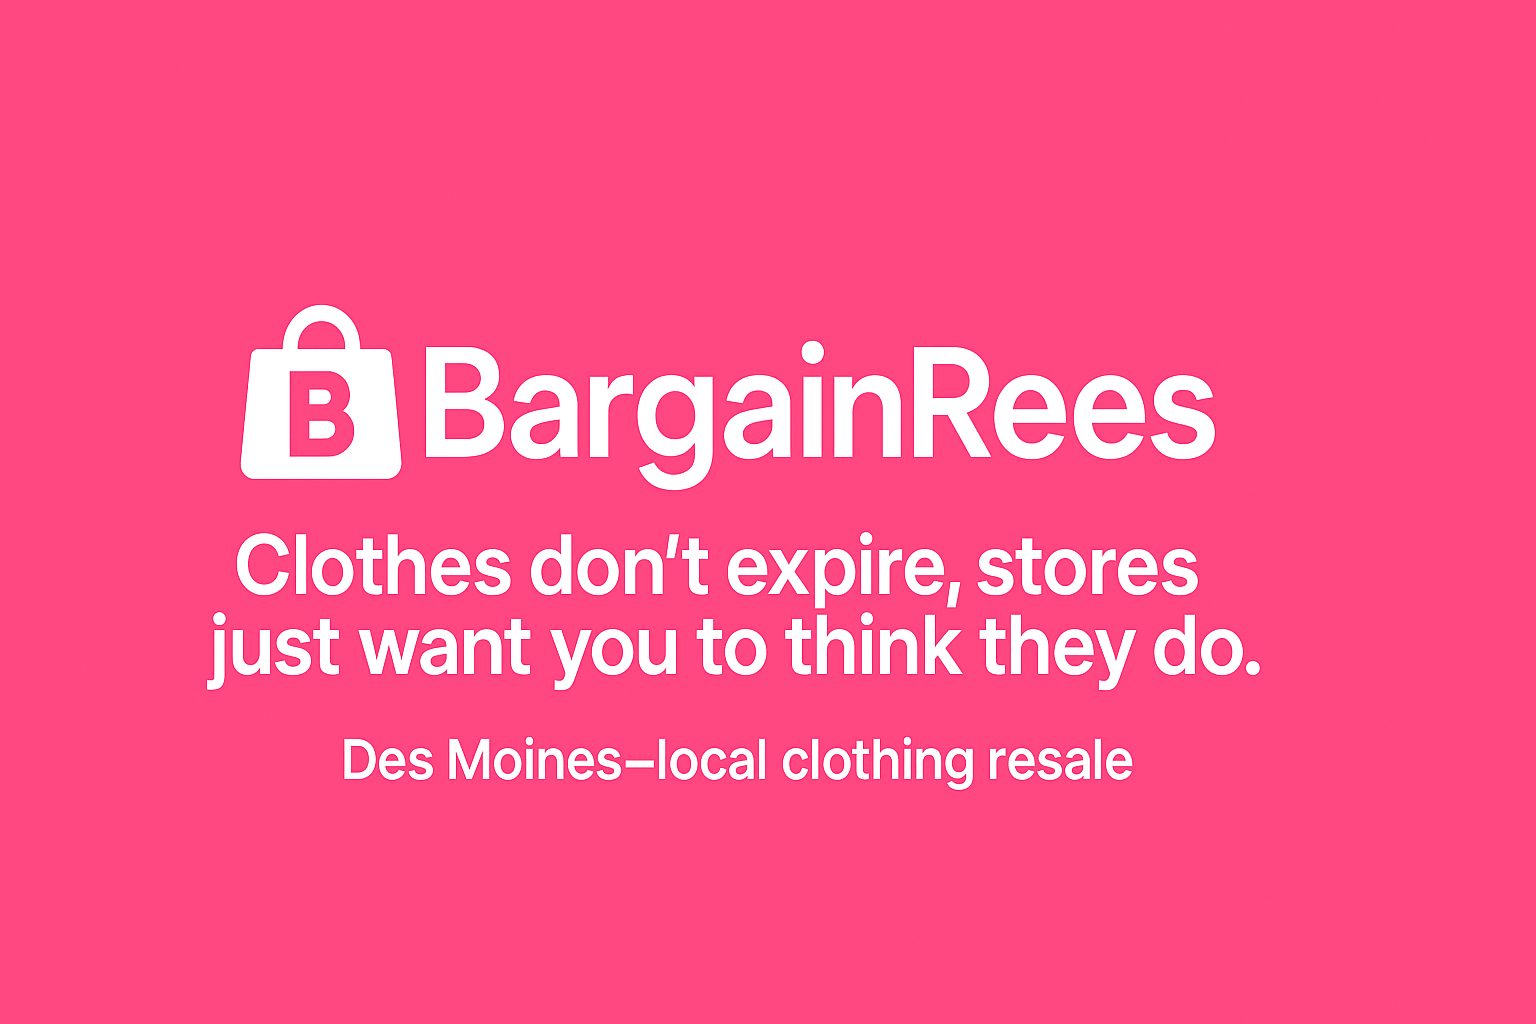 B BargainRees
Clothes don’t expire, stores
just want you to think they do.
Des Moines–local clothing resale